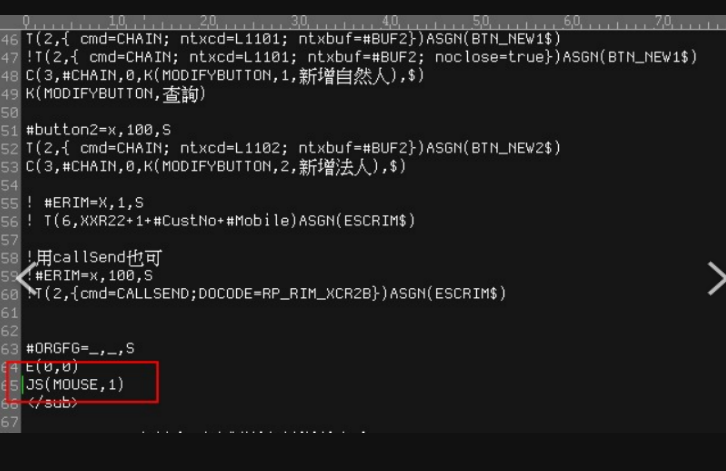 0 10 20 30 40 50 60 70
46 T(2,{ cmd=CHAIN; ntxcd=L1101; ntxbuf=#BUF2})ASGN(BTN_NEW1$)
47 !T(2,{ cmd=CHAIN; ntxcd=L1101; ntxbuf=#BUF2; noclose=true})ASGN(BTN_NEW1$)
48 C(3,#CHAIN,0,K(MODIFYBUTTON,1,新增自然人),$)
49 K(MODIFYBUTTON,查詢)
50
51 #button2=x,100,S
52 T(2,{ cmd=CHAIN; ntxcd=L1102; ntxbuf=#BUF2})ASGN(BTN_NEW2$)
53 C(3,#CHAIN,0,K(MODIFYBUTTON,2,新增法人),$)
54
55 ! #ERIM=X,1,S
56 ! T(6,XXR22+1+#CustNo+#Mobile)ASGN(ESCRIM$)
57
58 !用callSend也可
59 !#ERIM=x,100,S
60 !T(2,{cmd=CALLSEND;DOCODE=RP_RIM_XCR2B})ASGN(ESCRIM$)
61
62
63 #ORGFG=_,_,S
64 E(0,0)
65 JS(MOUSE,1)
66 </sub>
67